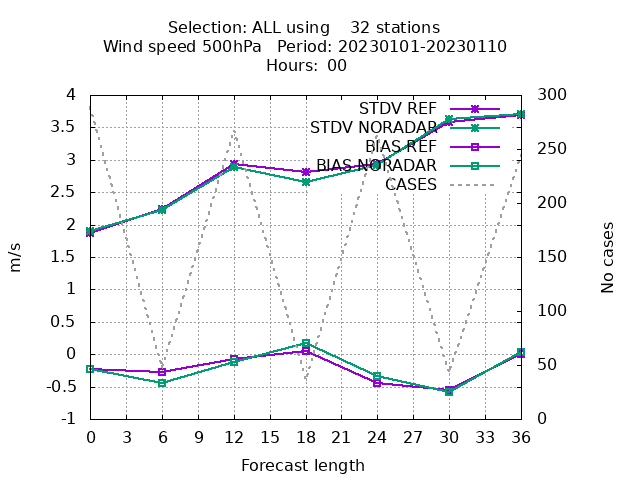 Selection: ALL using 32 stations
Wind speed 500hPa Period: 20230101-20230110
Hours: 00
4
3.5
3
2.5
2
1.5
1
0.5
0
-0.5
-1
m/s
STDV REF
STDV NORADAR
BIAS REF
BIAS NORADAR
CASES
300
250
200
150
100
50
0
No cases
0 3 6 9 12 15 18 21 24 27 30 33 36
Forecast length